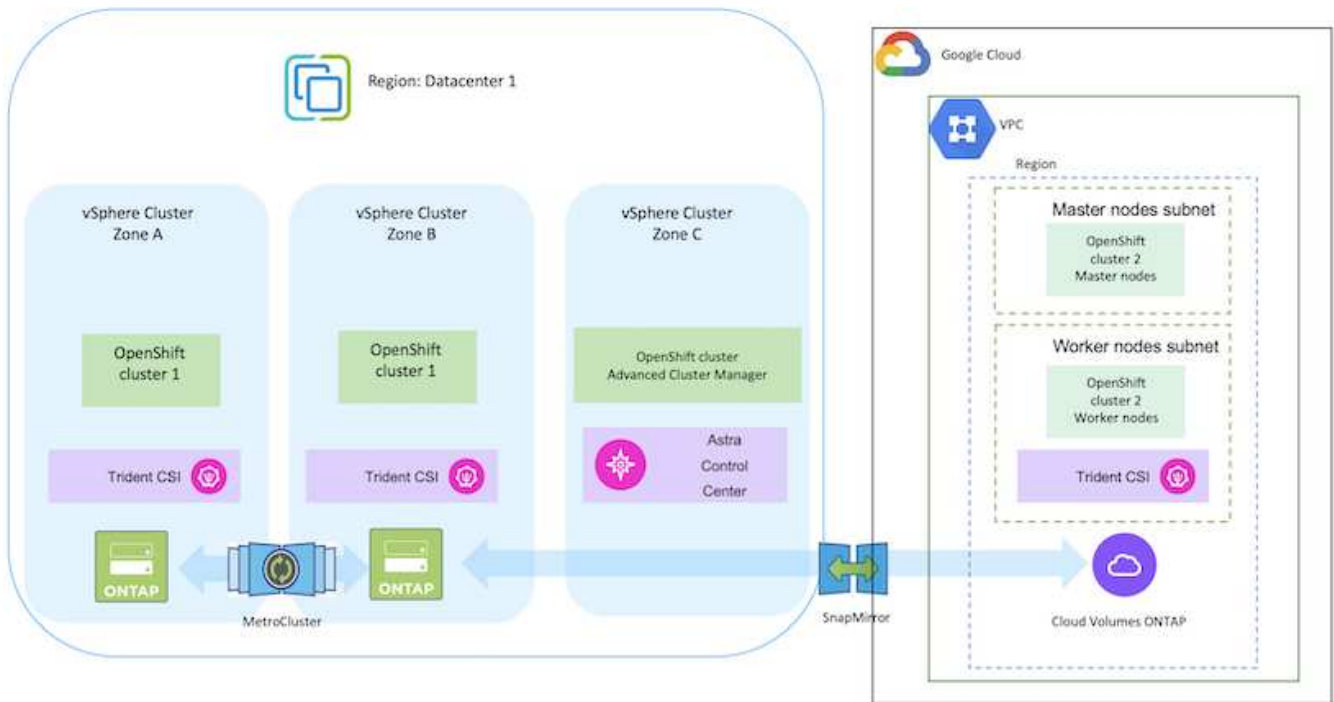 Region: Datacenter 1
vSphere Cluster
Zone A
OpenShift
cluster 1
Trident CSI
ONTAP
MetroCluster
vSphere Cluster
Zone B
OpenShift
cluster 1
Trident CSI
ONTAP
vSphere Cluster
Zone C
OpenShift cluster
Advanced Cluster Manager
Astra
Control
Center
SnapMirror
Google Cloud
VPC
Region
Master nodes subnet
OpenShift
cluster 2
Master nodes
Worker nodes subnet
OpenShift
cluster 2
Worker nodes
Trident CSI
Cloud Volumes ONTAP